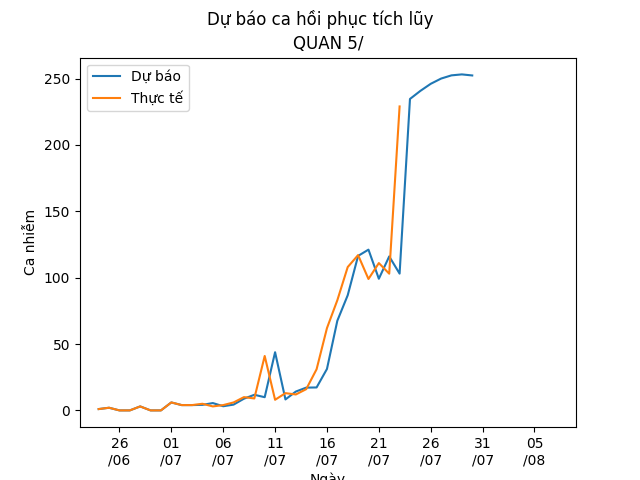 Dự báo ca hồi phục tích lũy
QUAN 5/
Dự báo
Thực tế
Ca nhiễm
250
200
150
100
50
0
26 01 06 11 16 21 26 31 05
/06 /07 /07 /07 /07 /07 /07 /07 /08
Ngày